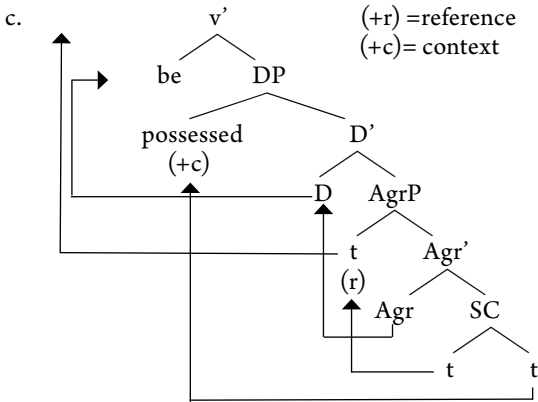 c. v’ (+r) =reference
(+c)= context
be DP
possessed D’
(+c)
D AgrP
t Agr’
(r)
Agr SC
t t